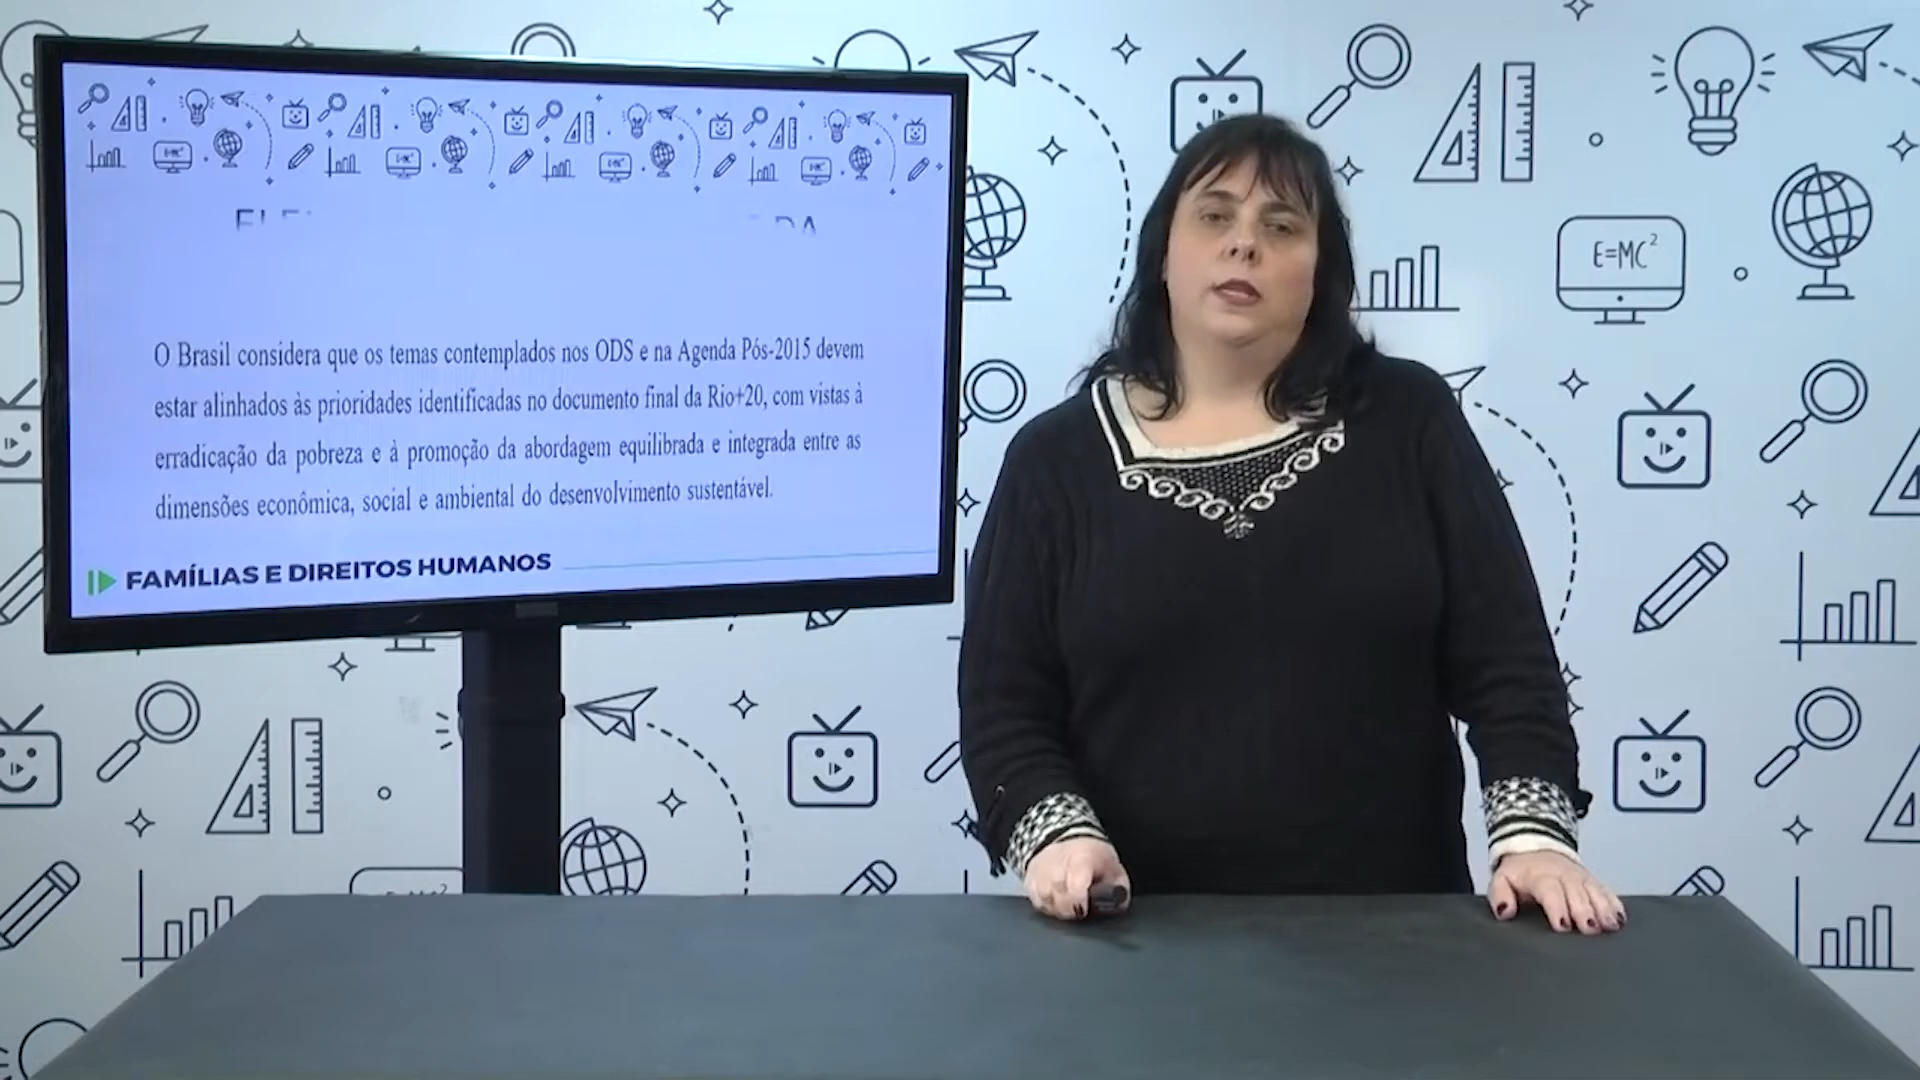 O Brasil considera que os temas contemplados nos ODS e na Agenda Pós-2015 devem
estar alinhados às prioridades identificadas no documento final da Rio+20, com vistas à
erradicação da pobreza e à promoção da abordagem equilibrada e integrada entre as
dimensões econômica, social e ambiental do desenvolvimento sustentável.
FAMÍLIAS E DIREITOS HUMANOS
E=MC²